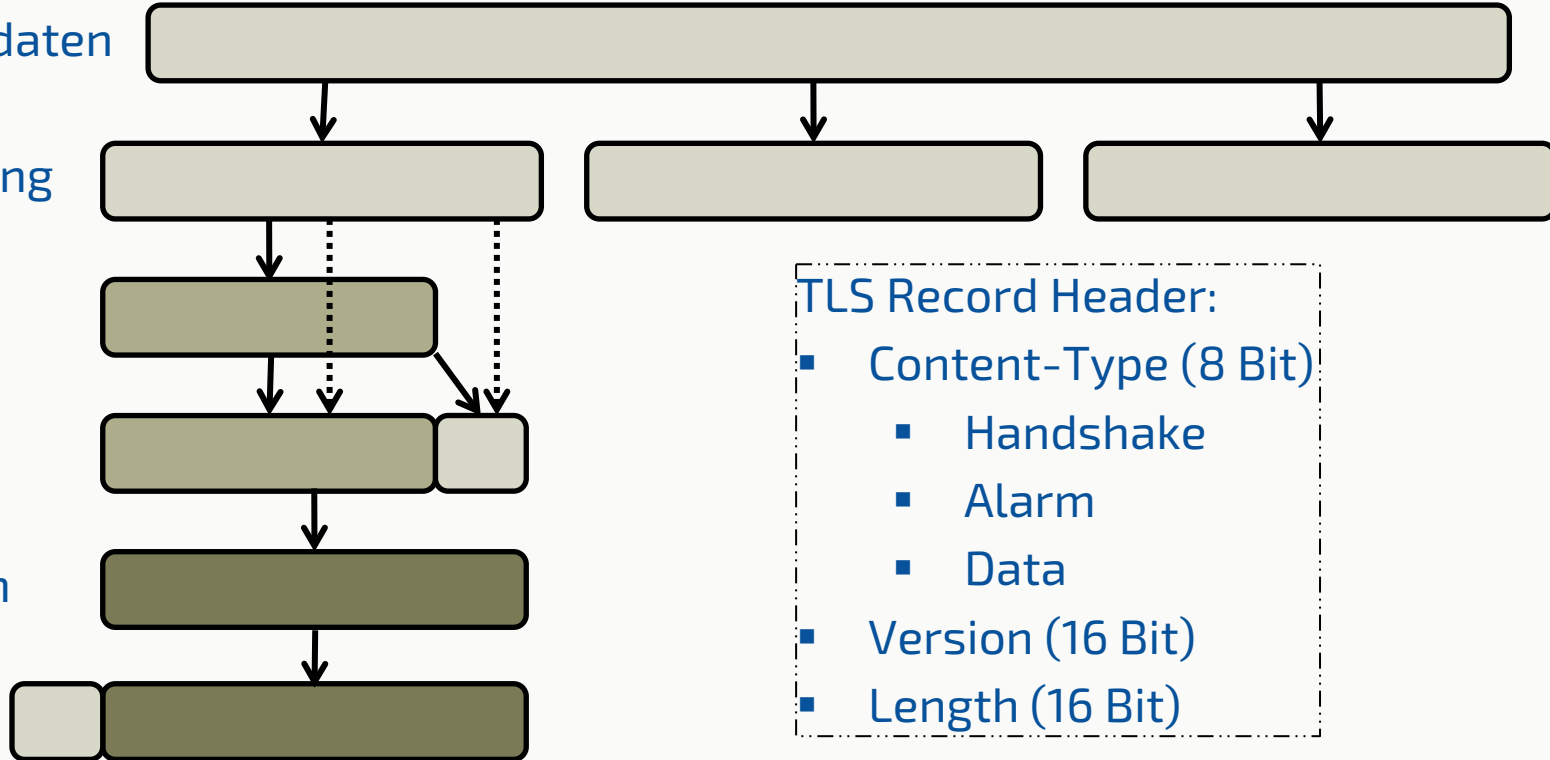 daten
ng
n
TLS Record Header:
▪ Content-Type (8 Bit)
▪ Handshake
▪ Alarm
▪ Data
▪ Version (16 Bit)
▪ Length (16 Bit)